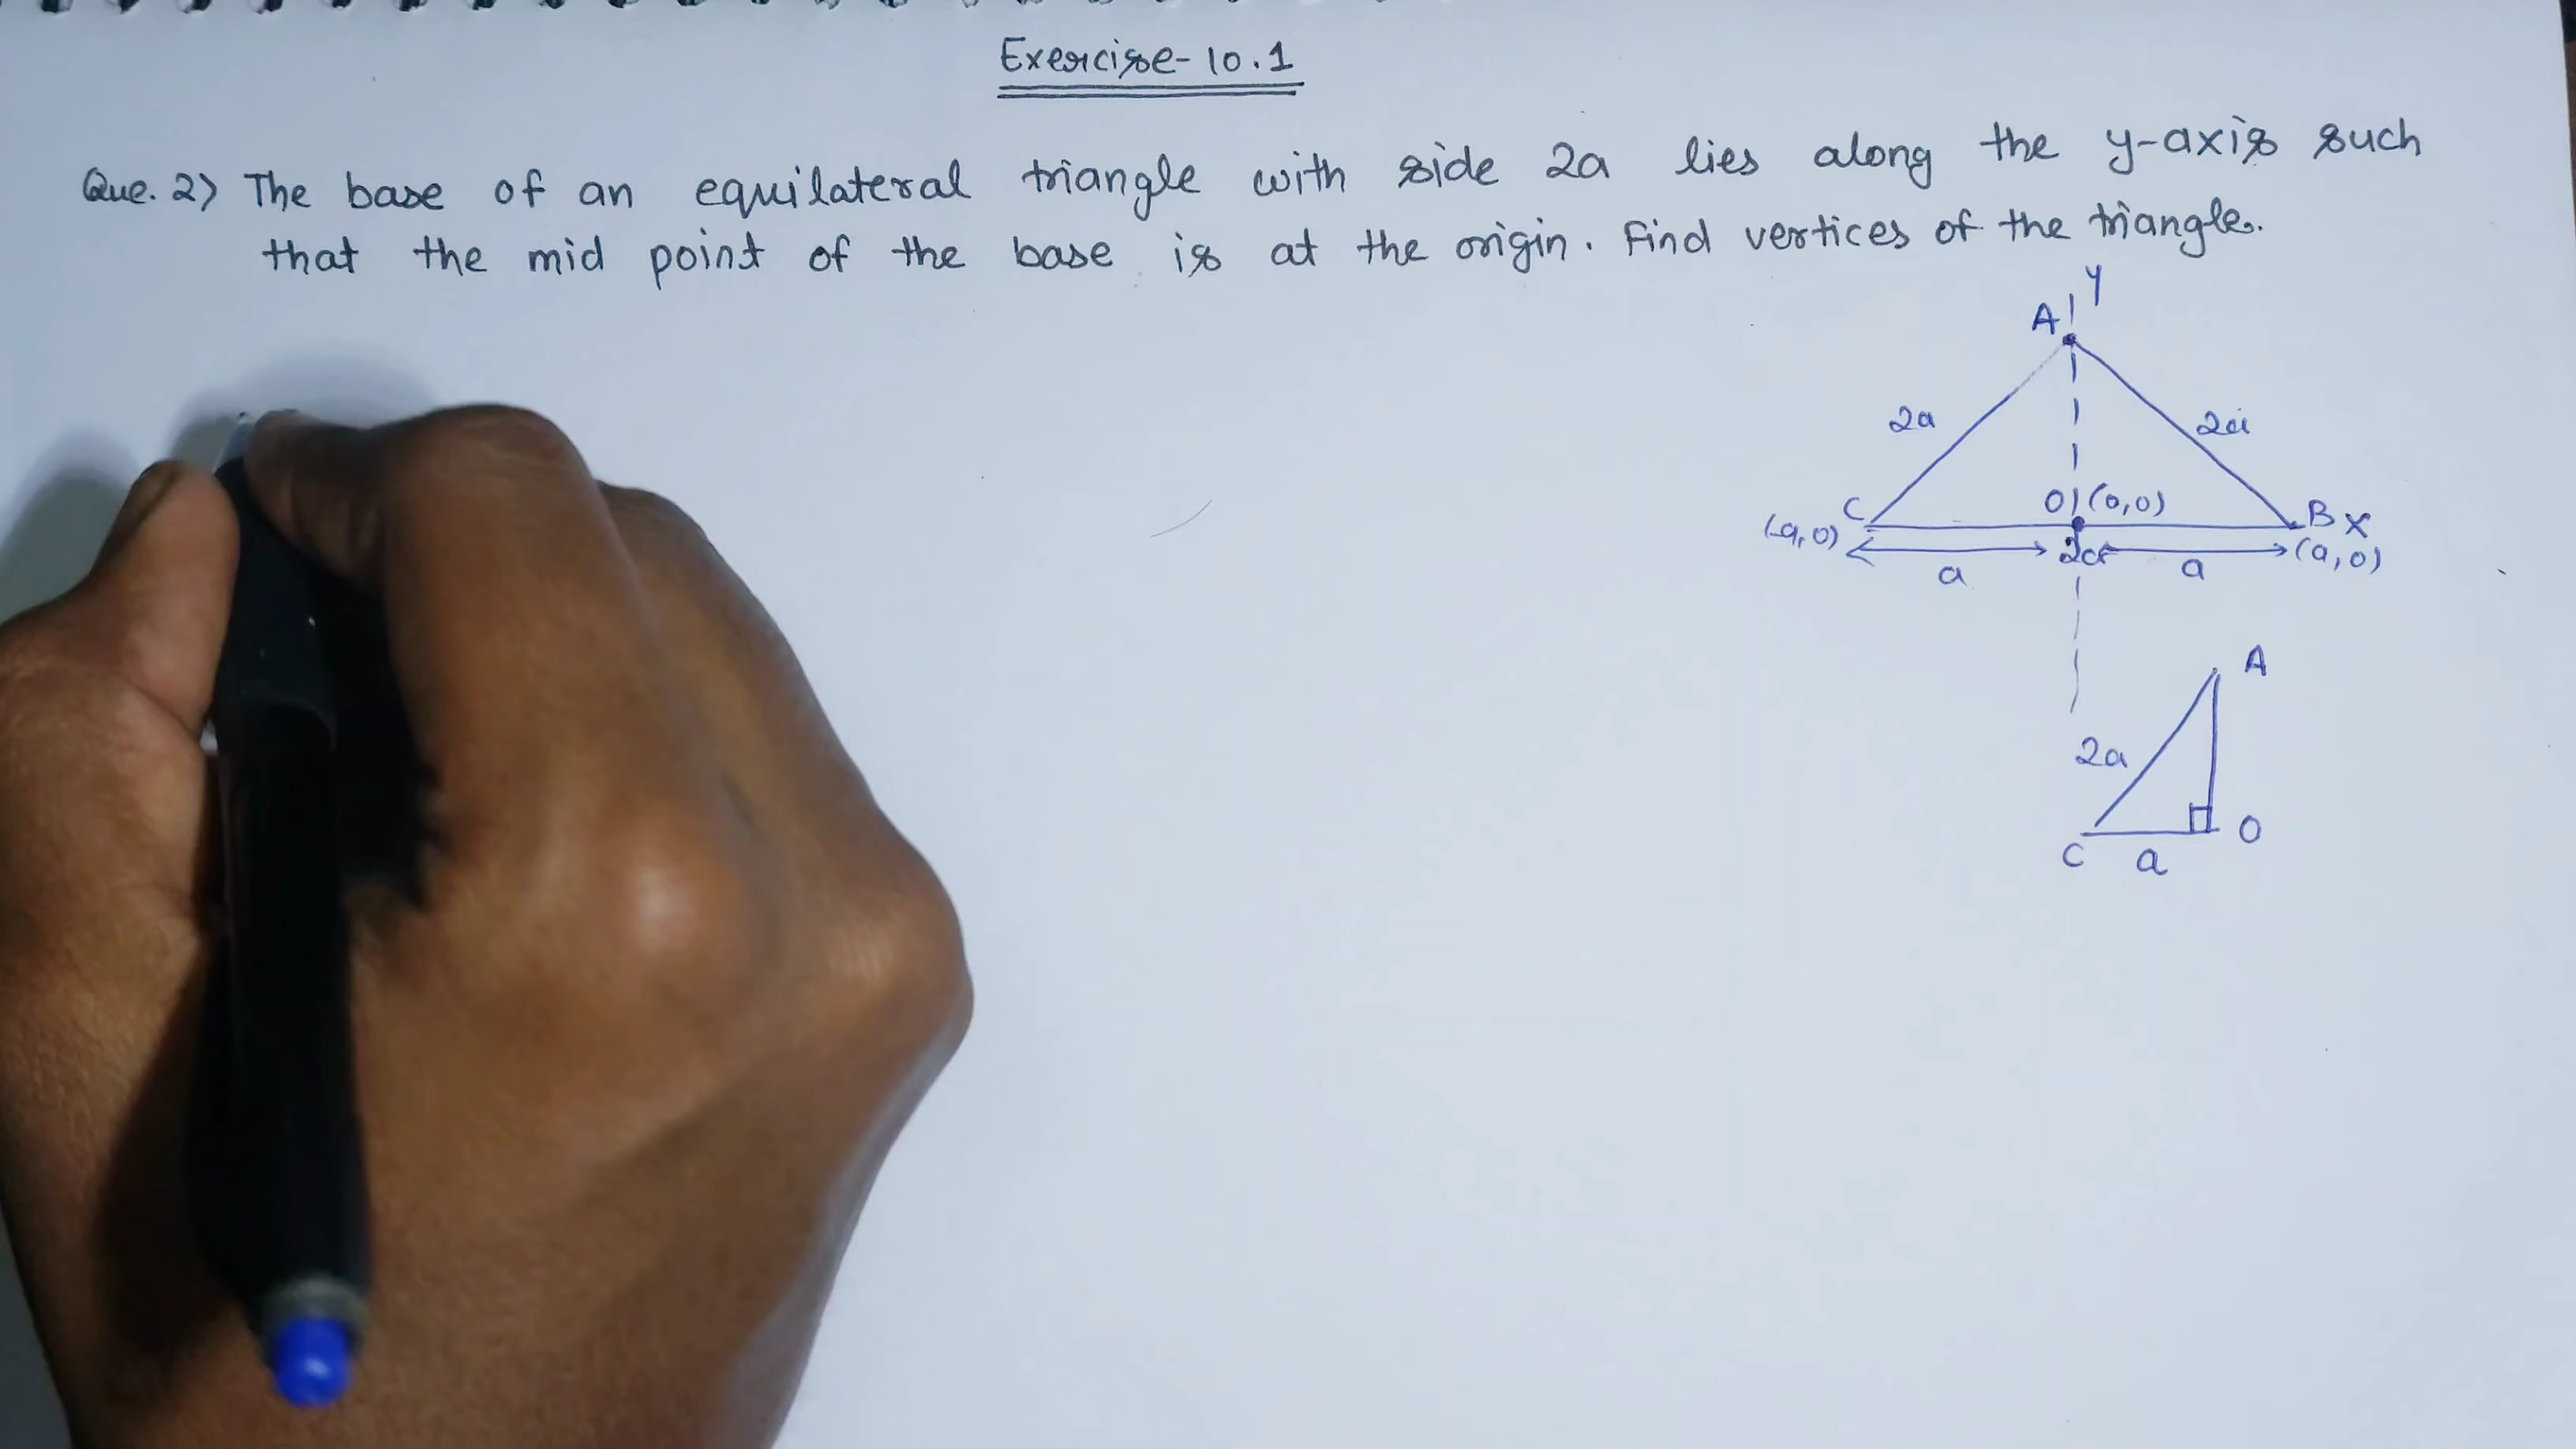 Exercise-10.1
Que. 2) The base of an equilateral triangle with side 2a lies along the y-axis such
that the mid point of the base is at the origin. Find vertices of the triangle.
Y
A
2a
2a
C
O
(0,0)
B X
(-a,0)
2a
(a,0)
a
a
A
2a
O
C
a